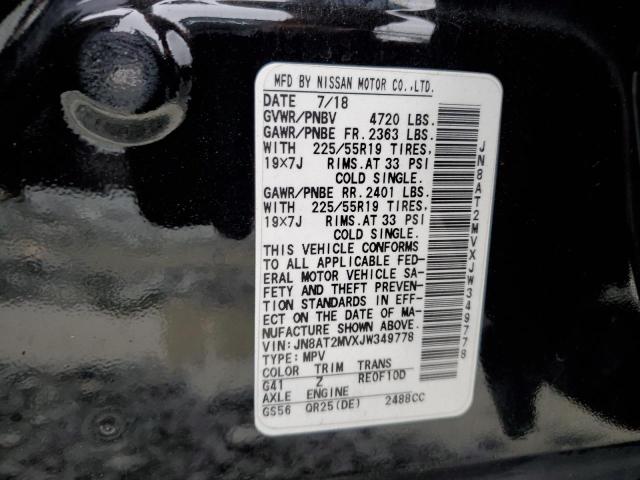 MFD BY NISSAN MOTOR CO.,LTD.
DATE 7/18
GVWR/PNBV 4720 LBS.
GAWR/PNBE FR. 2363 LBS.
WITH 225/55R19 TIRES,
19×7J RIMS.AT 33 PSI
COLD SINGLE.
GAWR/PNBE RR. 2401 LBS.
WITH 225/55R19 TIRES,
19×7J RIMS.AT 33 PSI
COLD SINGLE.
THIS VEHICLE CONFORMS
TO ALL APPLICABLE FED-
ERAL MOTOR VEHICLE SA-
FETY AND THEFT PREVEN-
TION STANDARDS IN EFF-
ECT ON THE DATE OF MA-
NUFACTURE SHOWN ABOVE.
VIN: JN8AT2MVXJW349778
TYPE: MPV
COLOR TRIM TRANS
G41 Z RE0F10D
AXLE ENGINE
GS56 QR25(DE) 2488CC
JN8AT2MVXJW349778